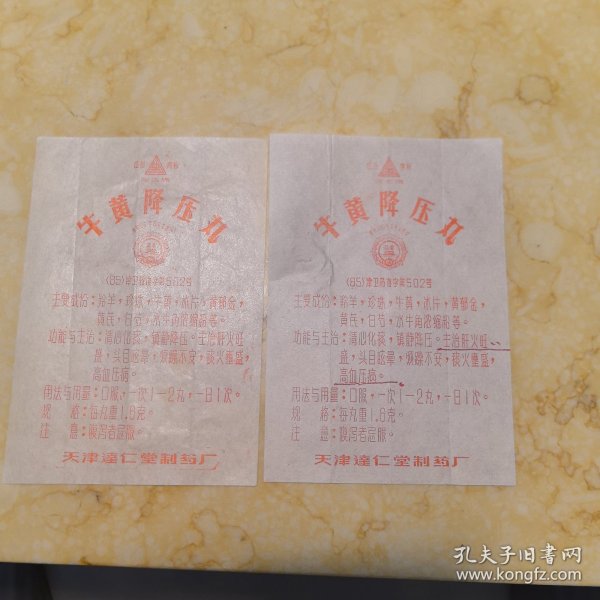 注册 商标
牛黄降压丸
(85)津卫药准字第502号
主要成份:羚羊,珍珠,牛黄,冰片,黄郁金,
黄芪,白芍,水牛角浓缩粉等。
功能与主治:清心化痰,镇静降压。主治肝火旺
盛,头目眩晕,烦躁不安,痰火壅盛,
高血压病。
用法与用量:口服,一次1—2丸,一日1次。
规 格:每丸重1.8克。
注 意:腹泻者忌服。
天津達仁堂制药厂
注册 商标
牛黄降压丸
(85)津卫药准字第502号
主要成份:羚羊,珍珠,牛黄,冰片,黄郁金,
黄芪,白芍,水牛角浓缩粉等。
功能与主治:清心化痰,镇静降压。主治肝火旺
盛,头目眩晕,烦躁不安,痰火壅盛,
高血压病。
用法与用量:口服,一次1—2丸,一日1次。
规 格:每丸重1.8克。
注 意:腹泻者忌服。
天津達仁堂制药厂
孔夫子旧书网
www.kongfz.com